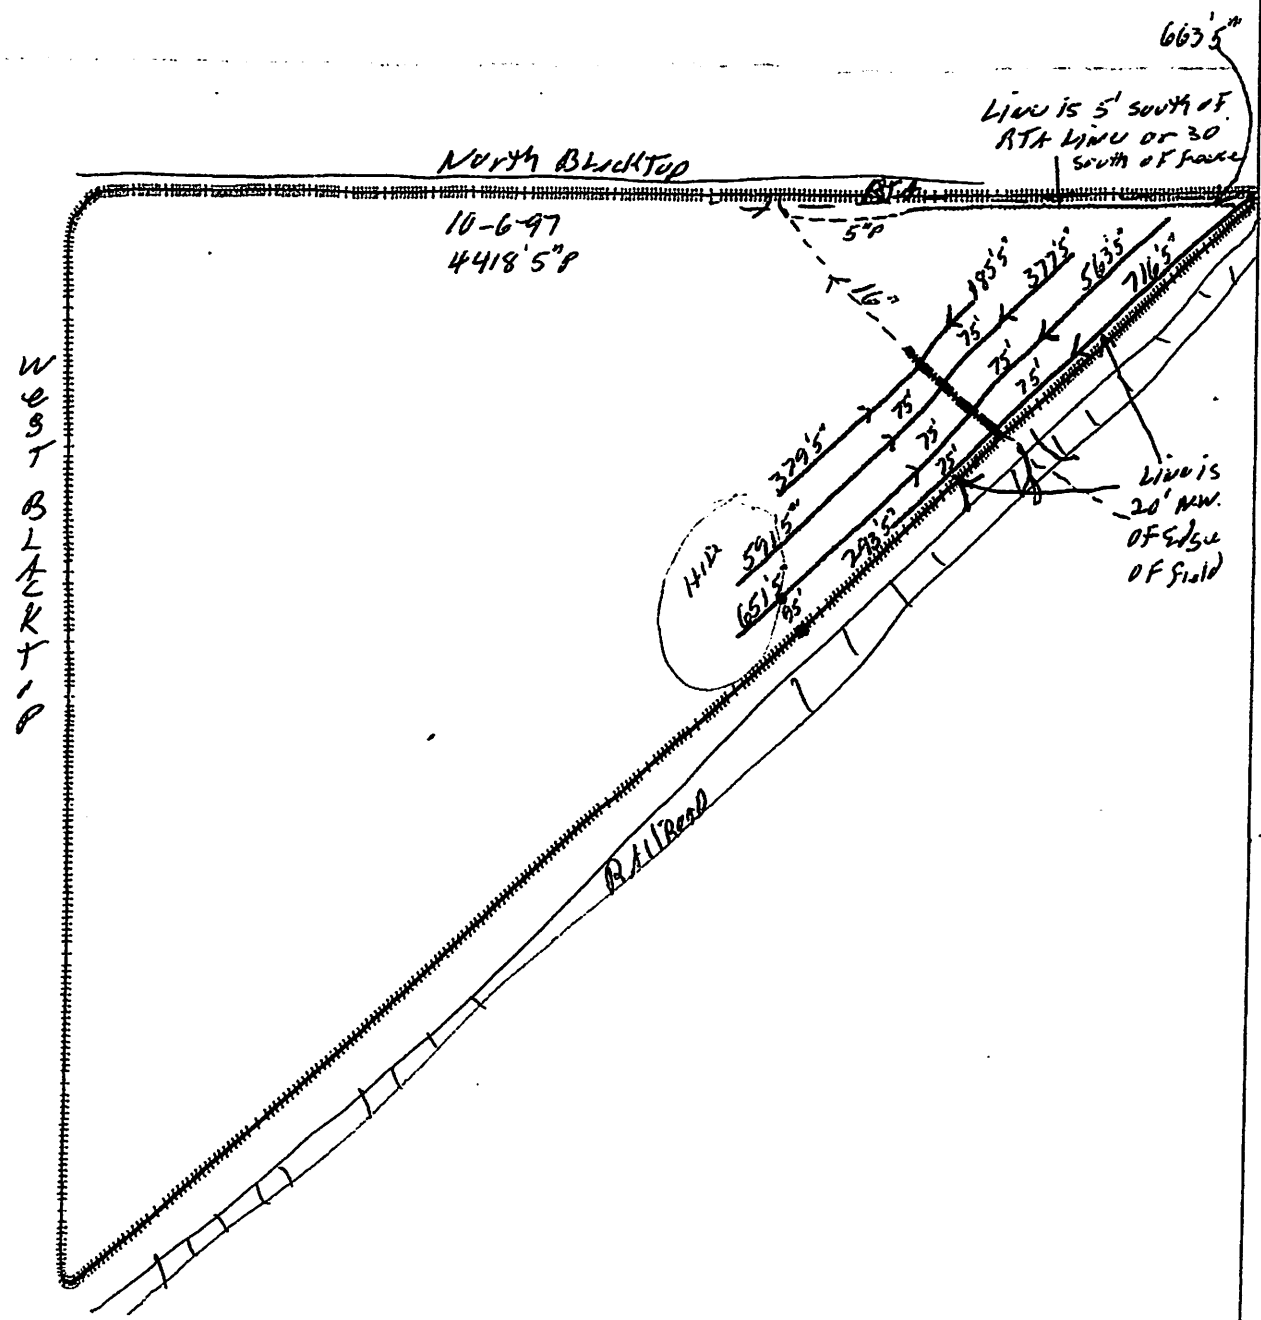 663'5"
Line is 5' south of
RTA Line or 30'
south of fence
North BlackTop
RTA
10-6-97
4418'5"P
5"P
16"
185'5"
377'5"
563'5"
716'5"
75'
75'
75'
75'
75'
75'
379'5"
591'5"
651'5"
293'5"
95'
Hill
Line is
20' N.W.
OF Edge
OF field
WEST BLACKTOP
RAILROAD